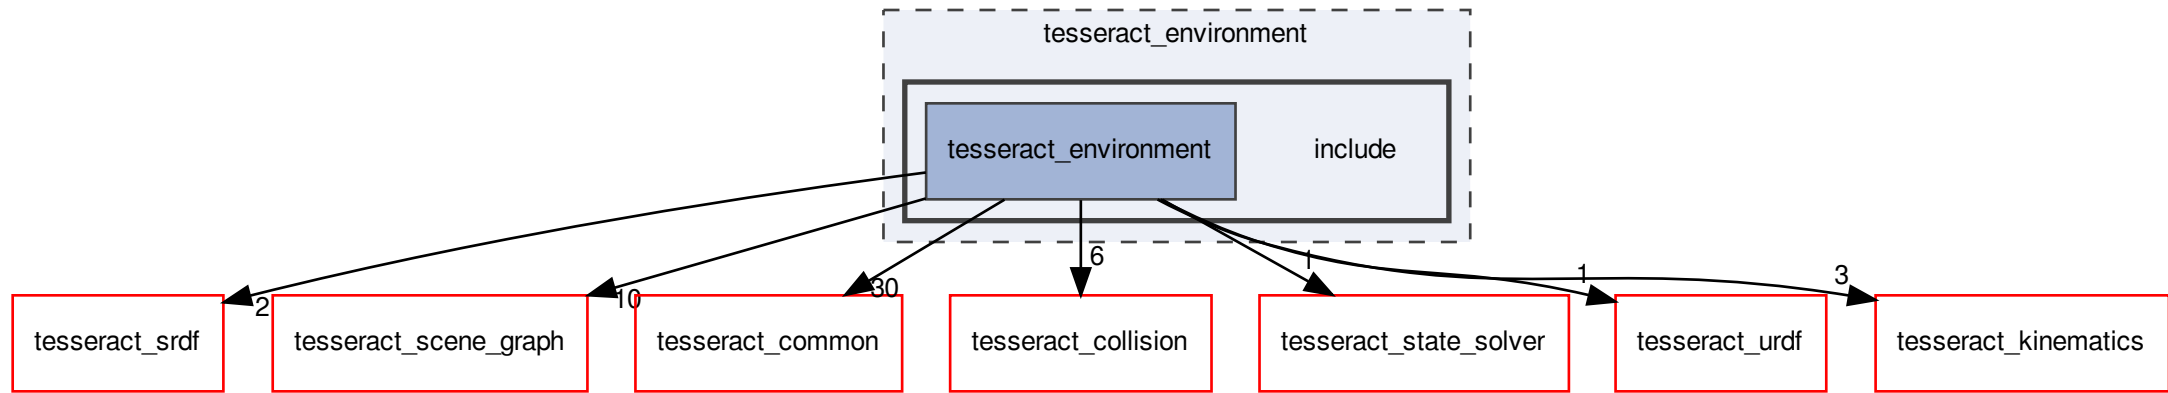 tesseract_environment
tesseract_environment
include
6
1
1
3
2
10
30
tesseract_srdf
tesseract_scene_graph
tesseract_common
tesseract_collision
tesseract_state_solver
tesseract_urdf
tesseract_kinematics